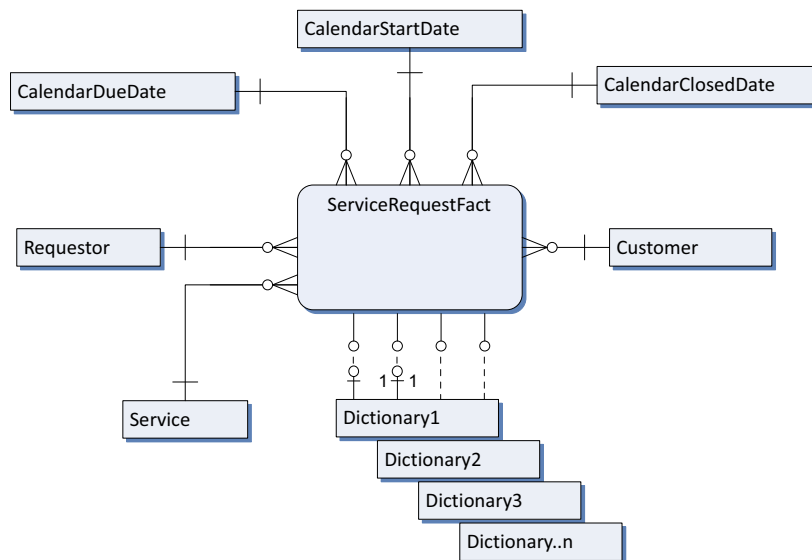 CalendarStartDate
CalendarDueDate
CalendarClosedDate
ServiceRequestFact
Requestor
Customer
1 1
Service
Dictionary1
Dictionary2
Dictionary3
Dictionary..n